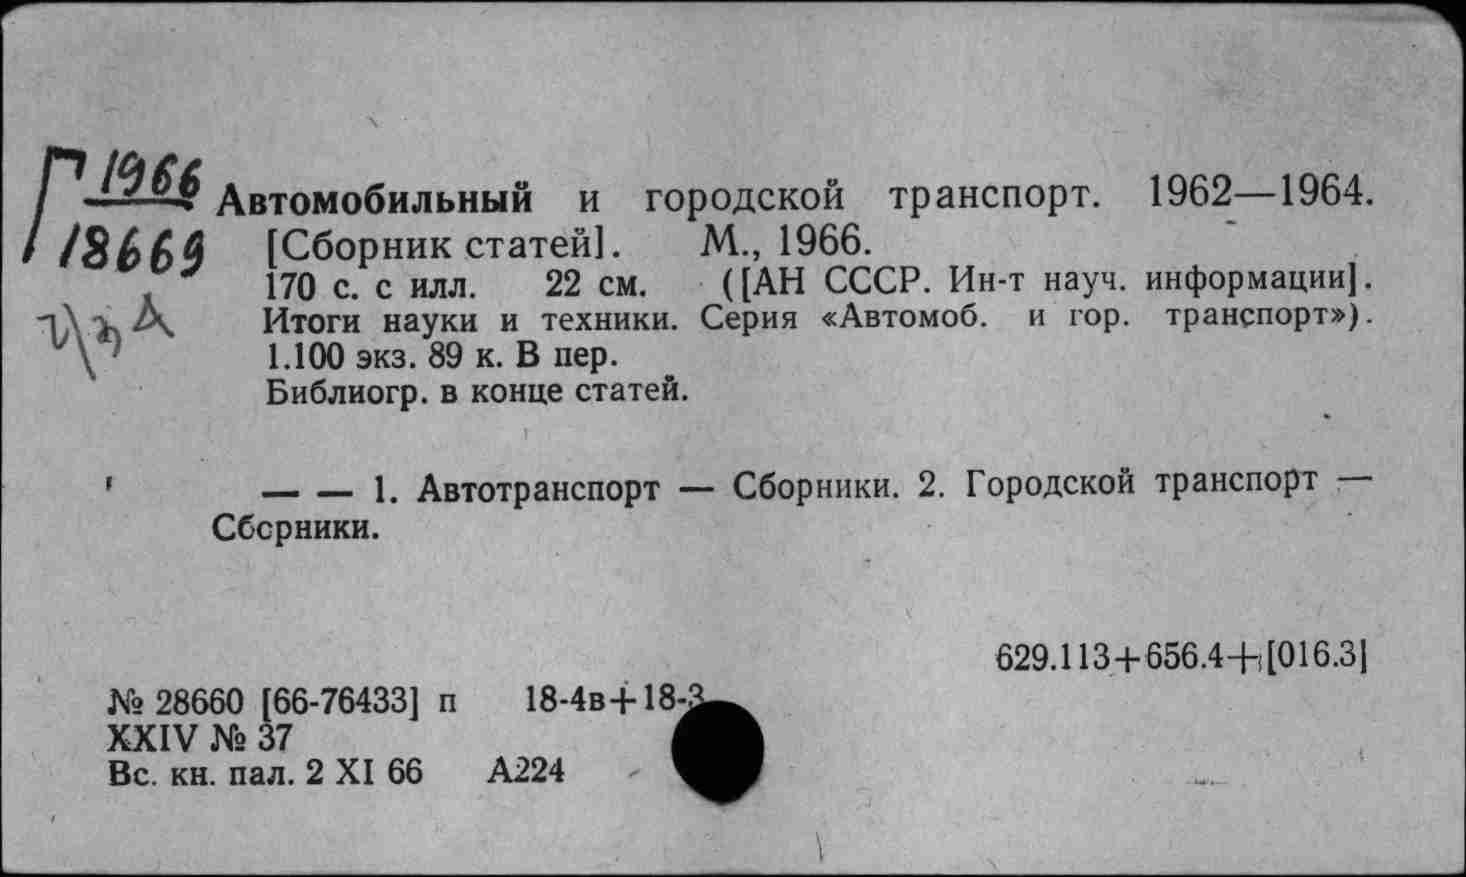 Г 1966
18669
Автомобильный и городской транспорт. 1962—1964.
[Сборник статей]. М., 1966.
170 с. с илл. 22 см. ([АН СССР. Ин-т науч. информации].
Итоги науки и техники. Серия «Автомоб. и гор. транспорт»).
1.100 экз. 89 к. В пер.
Библиогр. в конце статей.
— — 1. Автотранспорт — Сборники. 2. Городской транспорт —
Сборники.
629.113+656.4+[016.3]
№ 28660 [66-76433] п 18-4в+18-3
XXIV № 37
Вс. кн. пал. 2 XI 66 А224